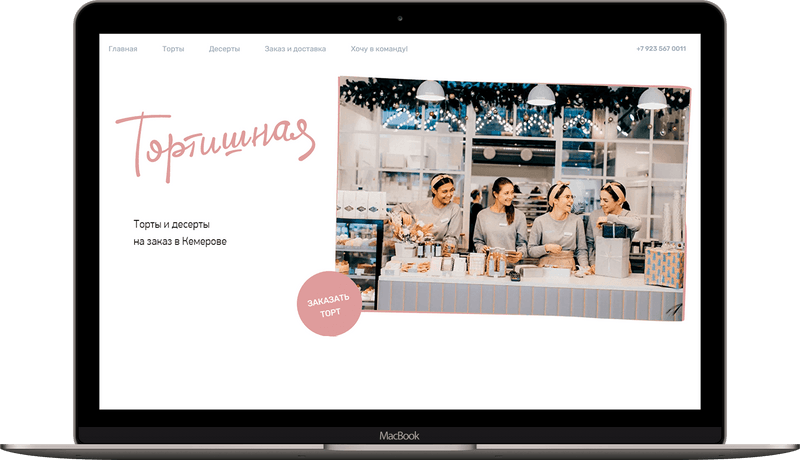 Главная Торты Десерты Заказ и доставка Хочу в команду! +7 923 567 0011
Тортишная
Торты и десерты
на заказ в Кемерове
ЗАКАЗАТЬ
ТОРТ
MacBook